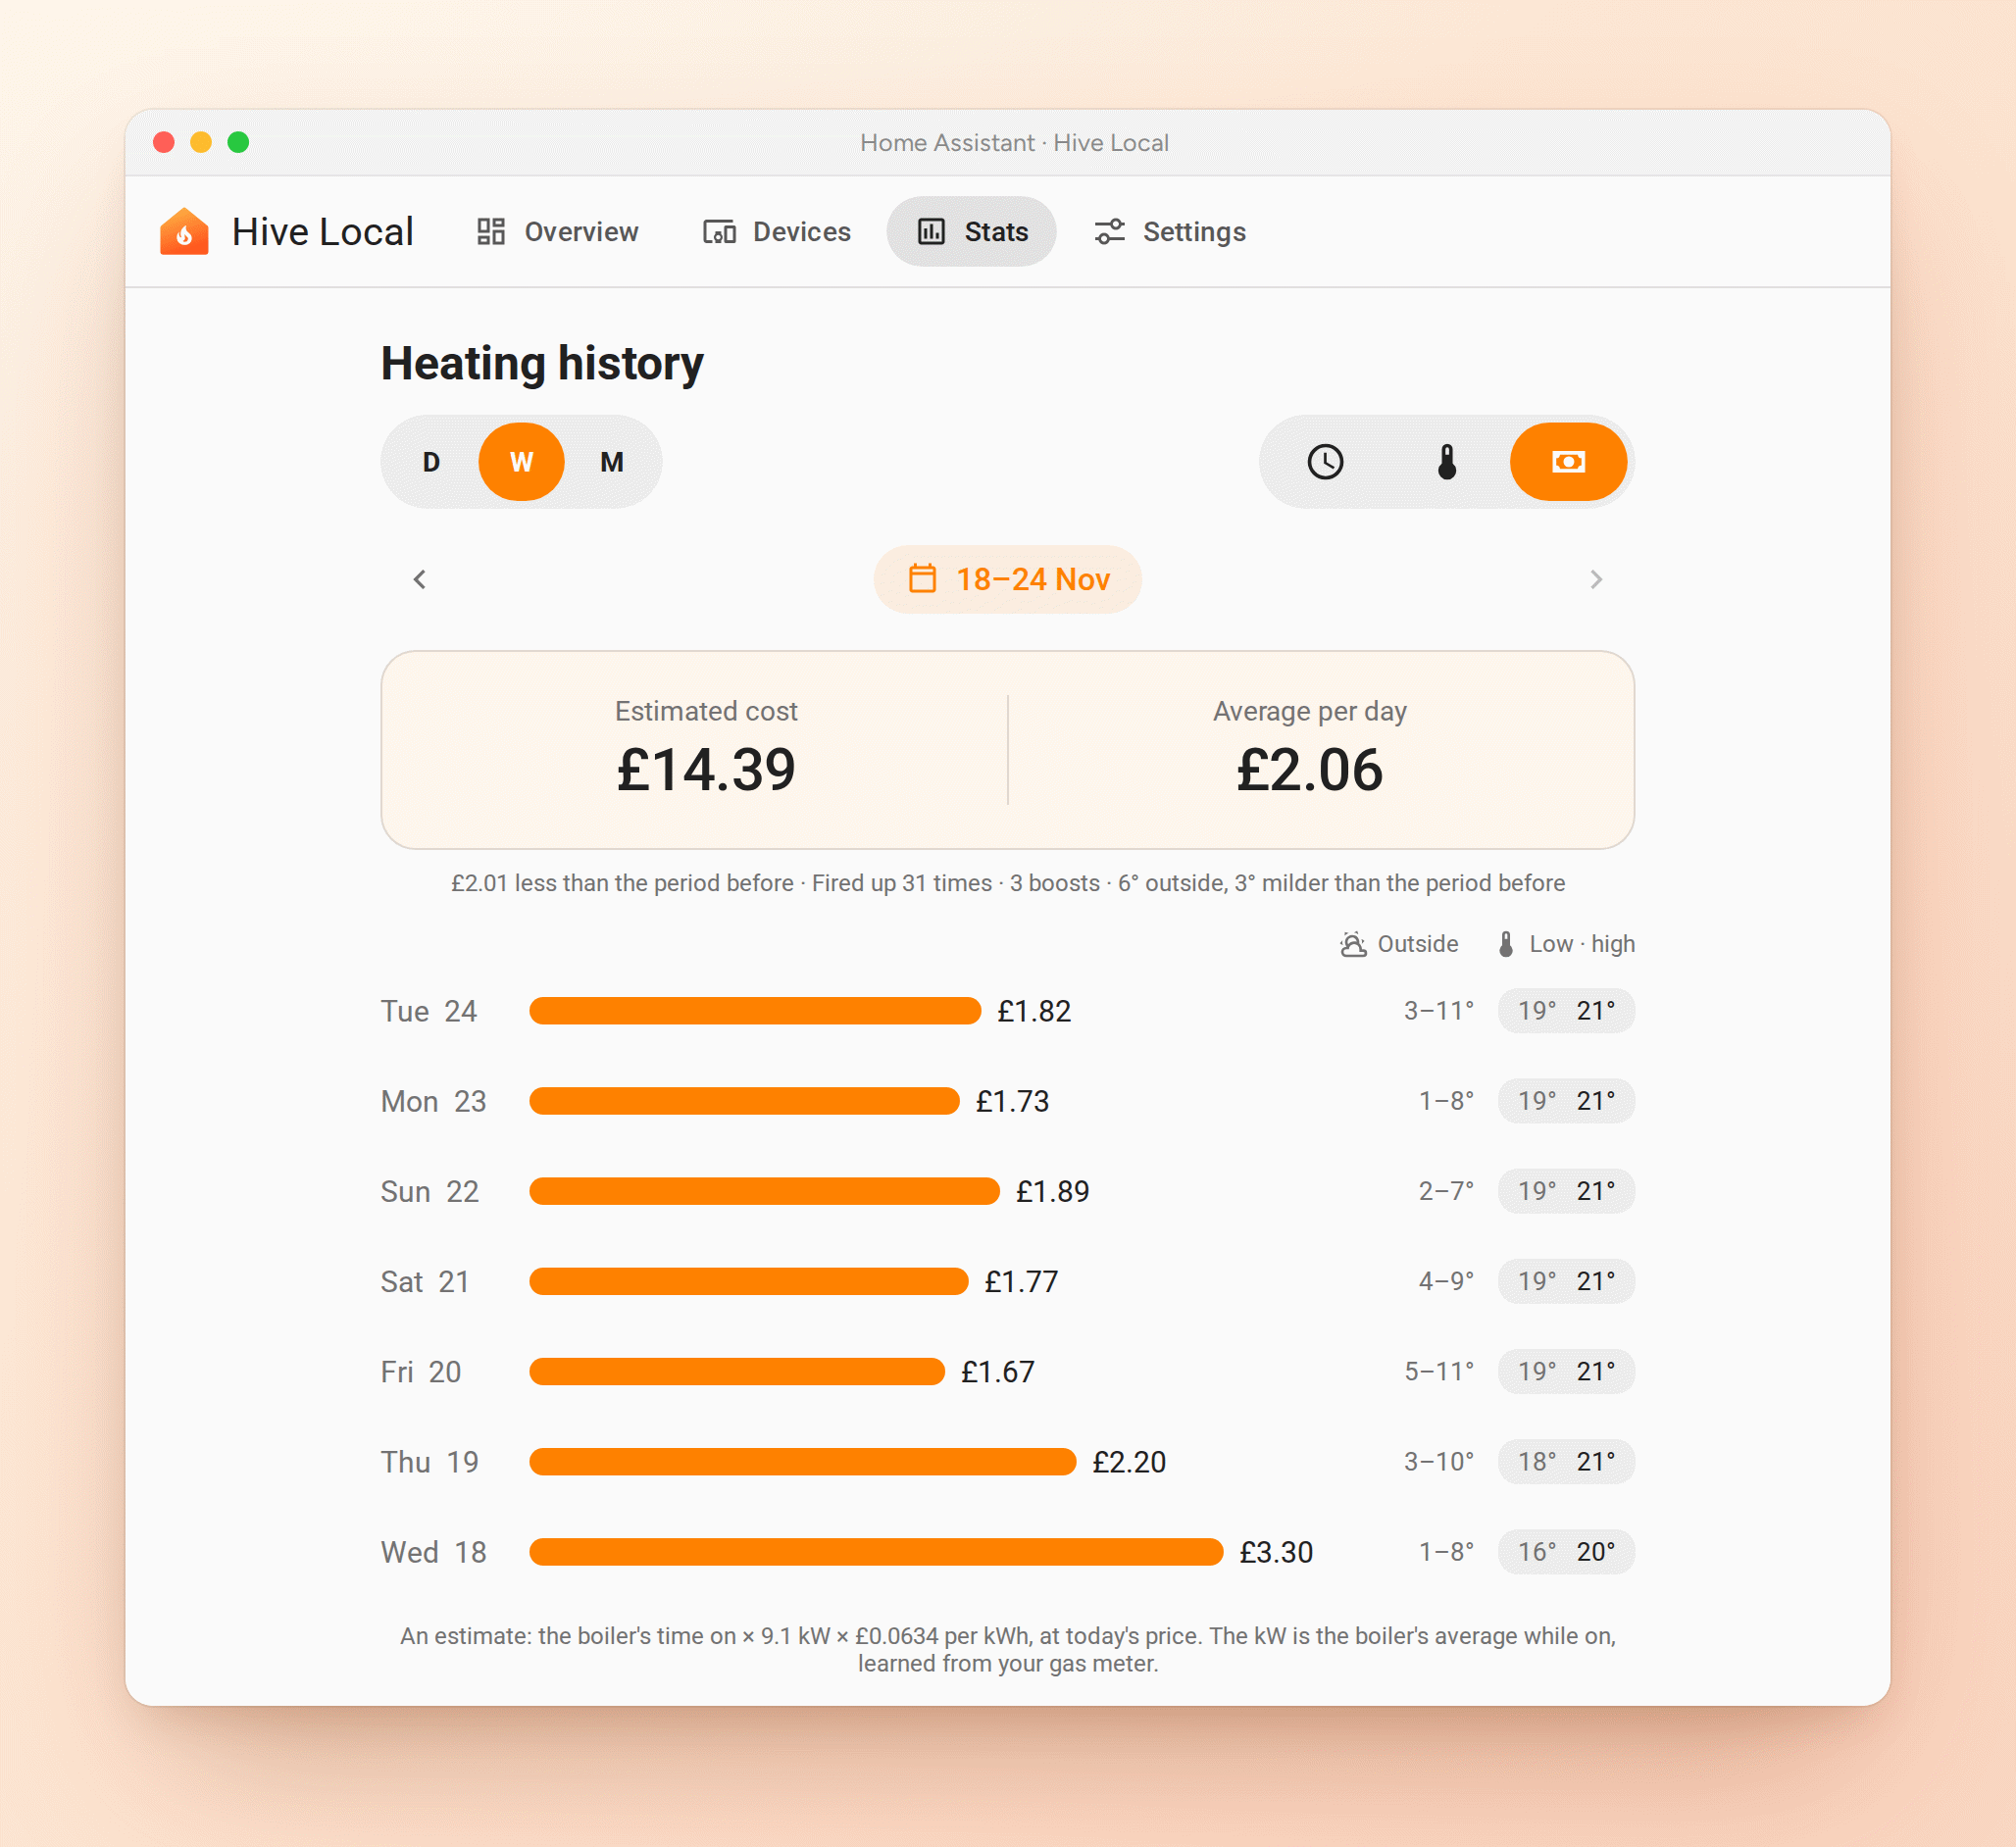 Home Assistant · Hive Local
Hive Local Overview Devices Stats Settings
Heating history
D W M
18–24 Nov
Estimated cost Average per day
£14.39 £2.06
£2.01 less than the period before · Fired up 31 times · 3 boosts · 6° outside, 3° milder than the period before
Outside Low · high
Tue 24 £1.82 3–11° 19° 21°
Mon 23 £1.73 1–8° 19° 21°
Sun 22 £1.89 2–7° 19° 21°
Sat 21 £1.77 4–9° 19° 21°
Fri 20 £1.67 5–11° 19° 21°
Thu 19 £2.20 3–10° 18° 21°
Wed 18 £3.30 1–8° 16° 20°
An estimate: the boiler's time on × 9.1 kW × £0.0634 per kWh, at today's price. The kW is the boiler's average while on,
learned from your gas meter.